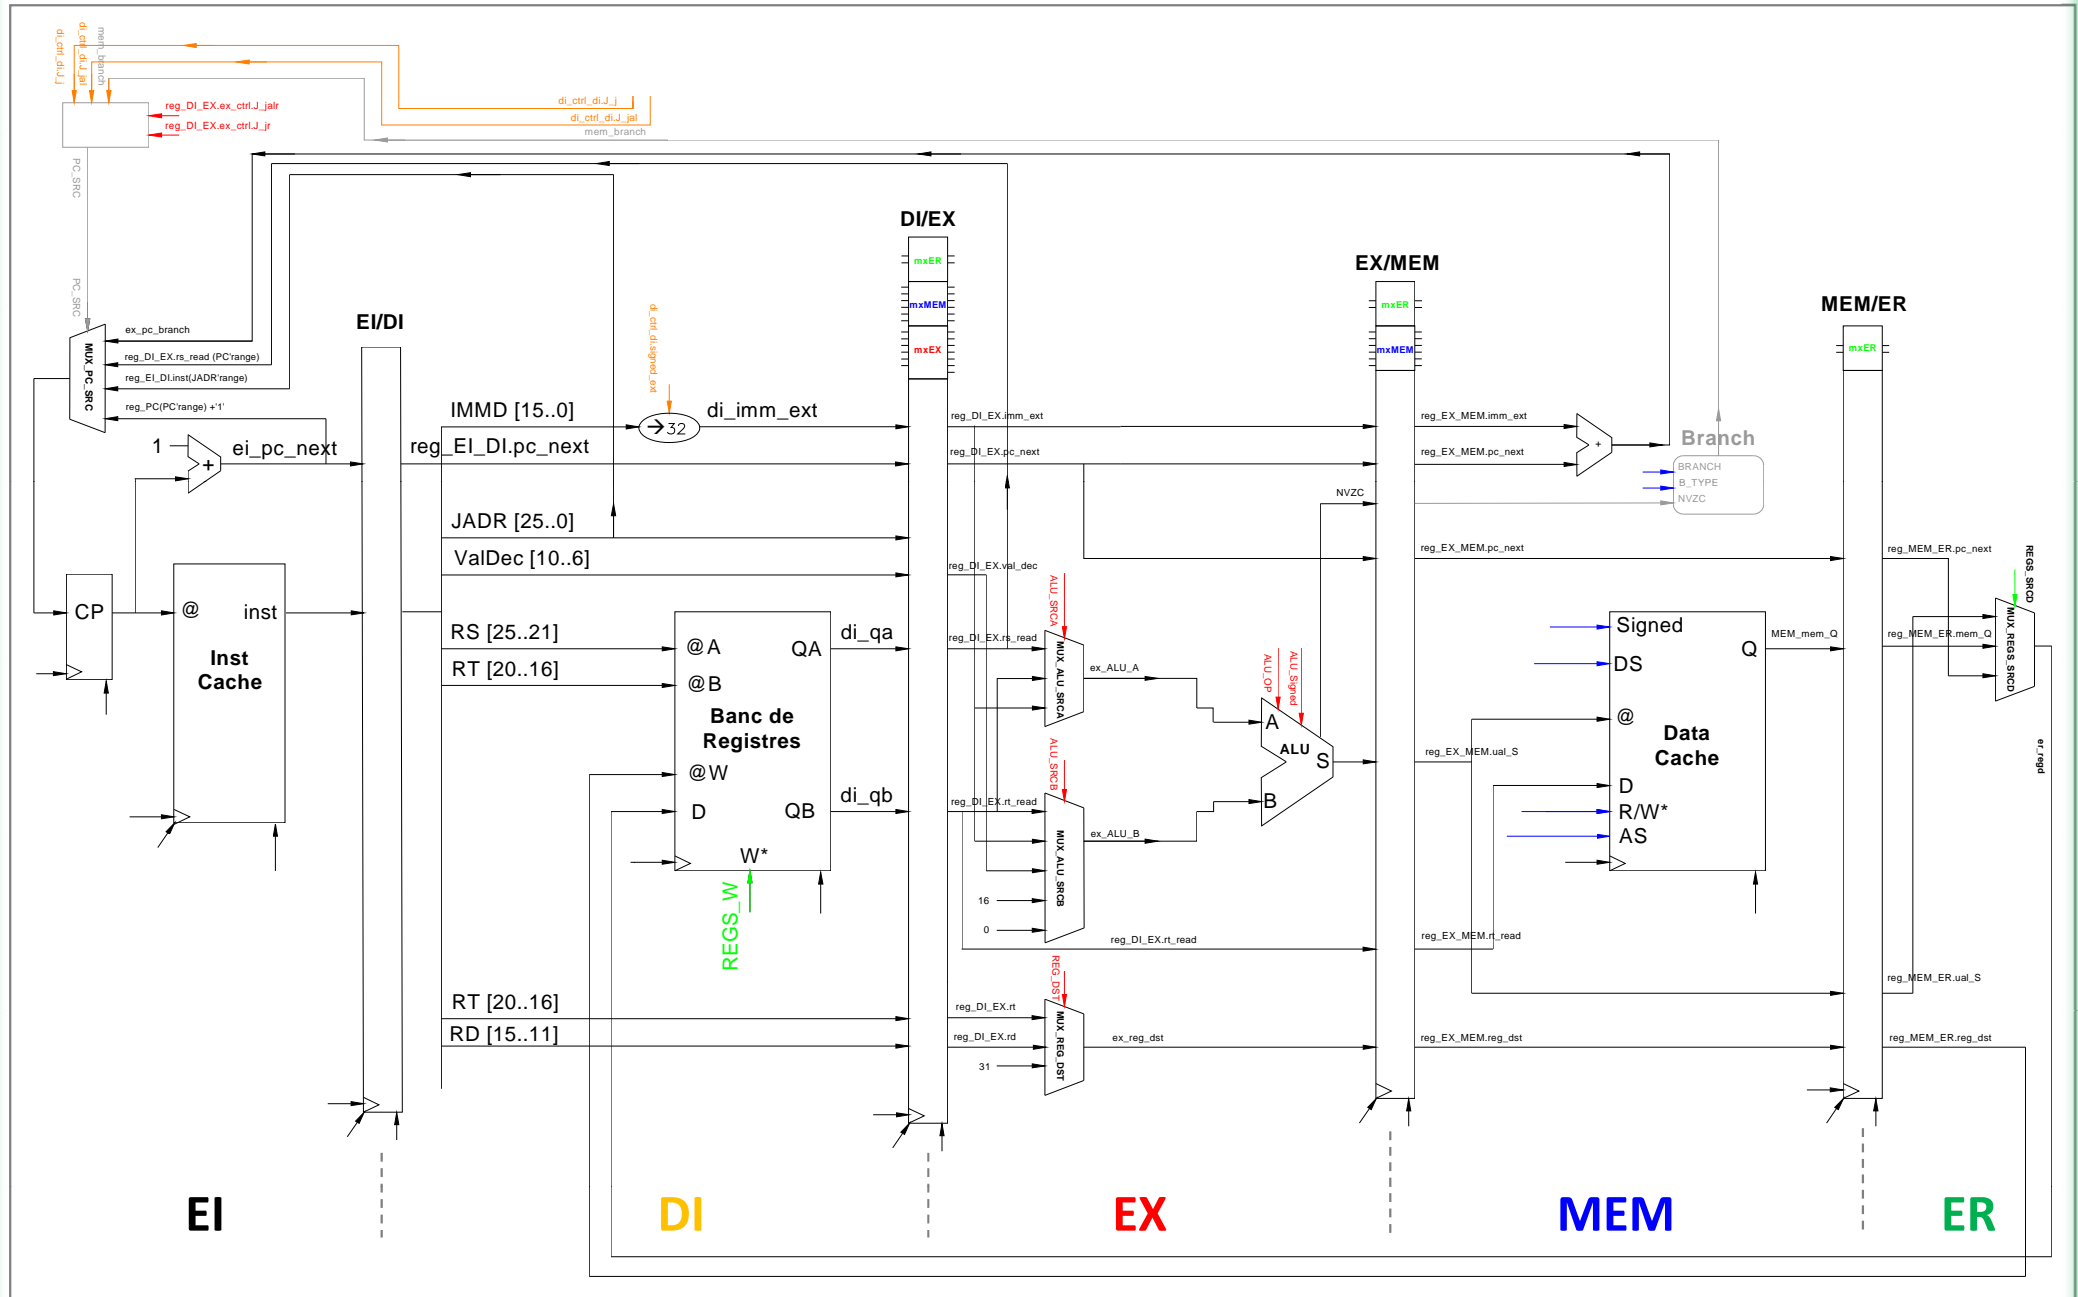 di_ctrl_di.J_j
di_ctrl_di.J_jal
mem_branch
reg_DI_EX.ex_ctrl.J_jalr
reg_DI_EX.ex_ctrl.J_jr
di_ctrl_di.J_j
di_ctrl_di.J_jal
mem_branch
PC_SRC
PC_SRC
MUX_PC_SRC
ex_pc_branch
reg_DI_EX.rs_read (PC'range)
reg_EI_DI.inst(JADR'range)
reg_PC(PC'range) +'1'
1
+
ei_pc_next
CP
@
inst
Inst
Cache
EI/DI
IMMD [15..0]
reg_EI_DI.pc_next
JADR [25..0]
ValDec [10..6]
RS [25..21]
RT [20..16]
RT [20..16]
RD [15..11]
di_ctrl_di.signed_ext
→32
di_imm_ext
@A
QA
@B
Banc de
Registres
@W
D
QB
W*
REGS_W
di_qa
di_qb
DI/EX
mxER
mxMEM
mxEX
reg_DI_EX.imm_ext
reg_DI_EX.pc_next
reg_DI_EX.val_dec
reg_DI_EX.rs_read
reg_DI_EX.rt_read
16
0
reg_DI_EX.rt_read
reg_DI_EX.rt
reg_DI_EX.rd
31
ALU_SRCA
MUX_ALU_SRCA
ALU_SRCB
MUX_ALU_SRCB
REG_DST
MUX_REG_DST
ex_ALU_A
ex_ALU_B
ex_reg_dst
ALU_OP
ALU_Signed
A
ALU
S
B
NVZC
EX/MEM
mxER
mxMEM
reg_EX_MEM.imm_ext
reg_EX_MEM.pc_next
reg_EX_MEM.pc_next
reg_EX_MEM.ual_S
reg_EX_MEM.rt_read
reg_EX_MEM.reg_dst
+
Branch
BRANCH
B_TYPE
NVZC
Signed
DS
Q
@
Data
Cache
D
R/W*
AS
MEM_mem_Q
MEM/ER
mxER
reg_MEM_ER.pc_next
reg_MEM_ER.mem_Q
reg_MEM_ER.ual_S
reg_MEM_ER.reg_dst
REGS_SRCD
MUX_REGS_SRCD
er_regd
EI
DI
EX
MEM
ER